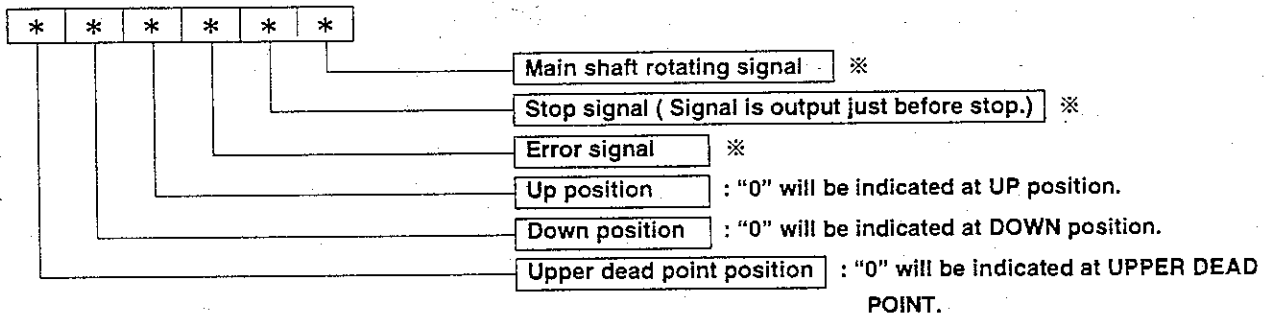 * * * * * *
Main shaft rotating signal ※
Stop signal ( Signal is output just before stop.) ※
Error signal ※
Up position : “0” will be indicated at UP position.
Down position : “0” will be indicated at DOWN position.
Upper dead point position : “0” will be indicated at UPPER DEAD
POINT.